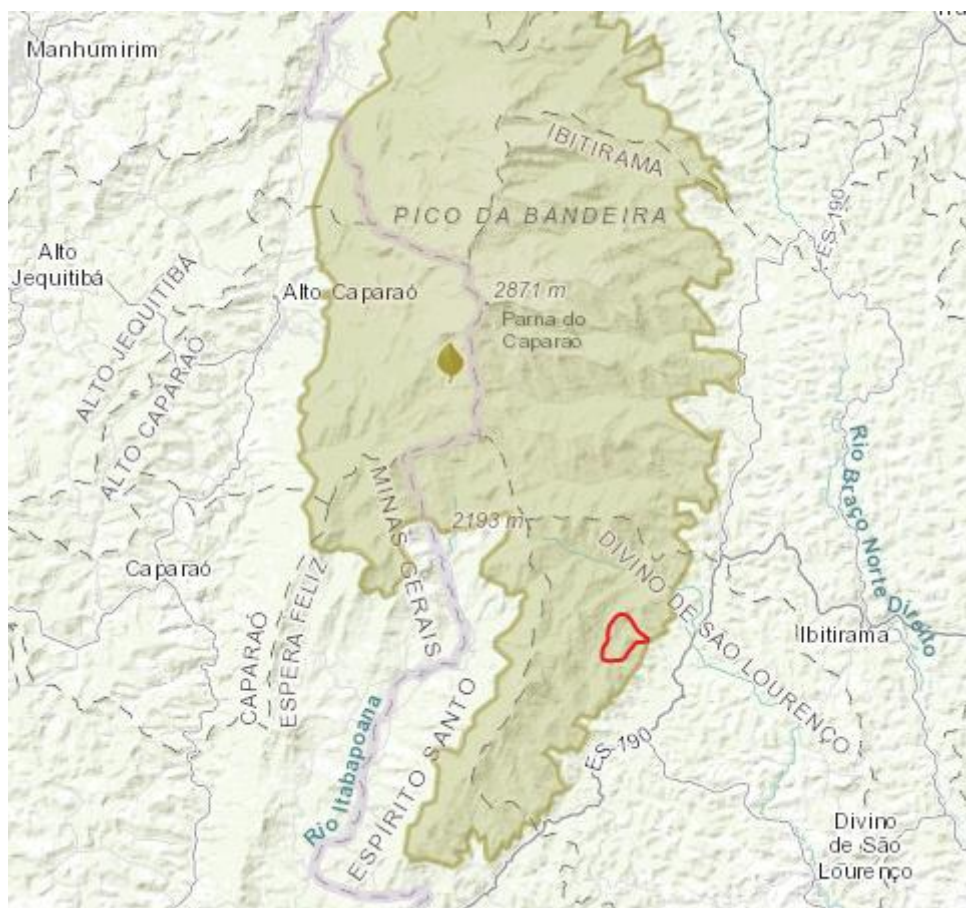 Manhumirim
IBITIRAMA
PICO DA BANDEIRA
ES-190
Alto
Jequitibá
ALTO JEQUITIBÁ
ALTO CAPARAÓ
Alto Caparaó
2871 m
Parna do
Caparaó
MINAS GERAIS
2193 m
Rio Braço Norte Direito
DIVINO DE SÃO LOURENÇO
Caparaó
CAPARAÓ
ESPERA FELIZ
Ibitirama
Rio Itabapoana
ESPÍRITO SANTO
ES-190
Divino
de São
Lourenço